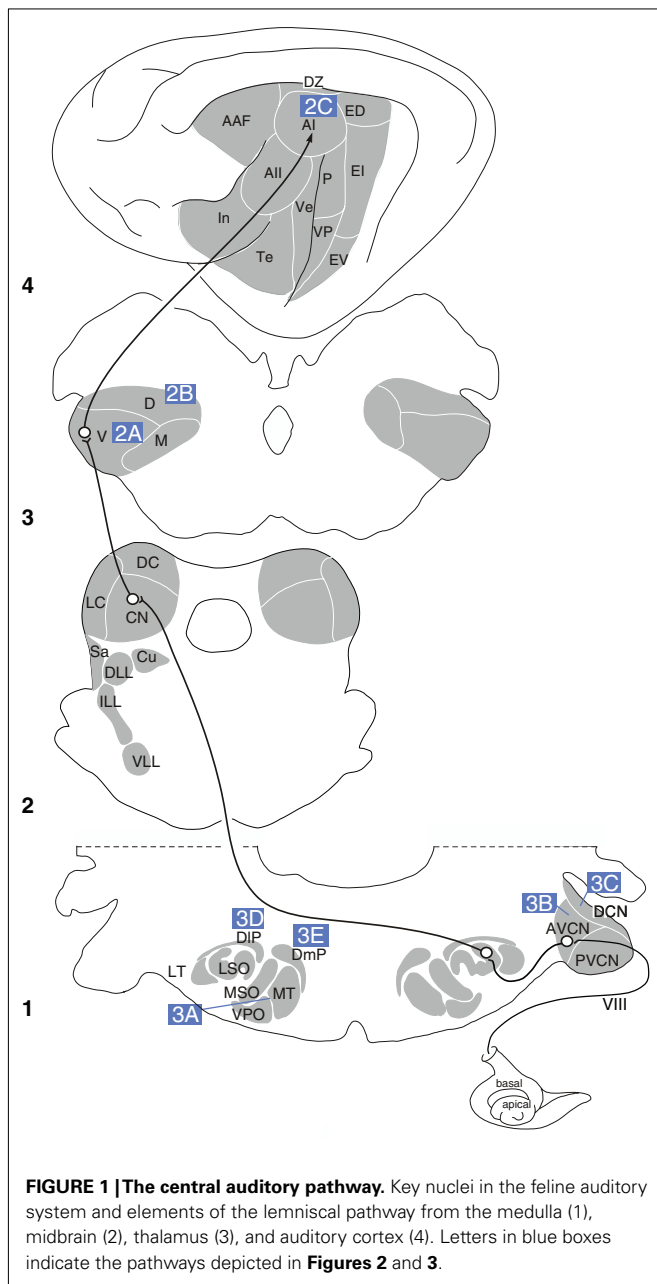 DZ
2C
ED
AAF
AI
AII
P
EI
In
Ve
VP
Te
EV
4
2B
D
V
2A
M
3
DC
LC
CN
Sa
Cu
DLL
ILL
VLL
2
3C
3D
3B
DCN
3E
DIP
AVCN
DmP
LT
LSO
PVCN
MSO
MT
1
3A
VPO
VIII
basal
apical
FIGURE 1 | The central auditory pathway. Key nuclei in the feline auditory
system and elements of the lemniscal pathway from the medulla (1),
midbrain (2), thalamus (3), and auditory cortex (4). Letters in blue boxes
indicate the pathways depicted in Figures 2 and 3.